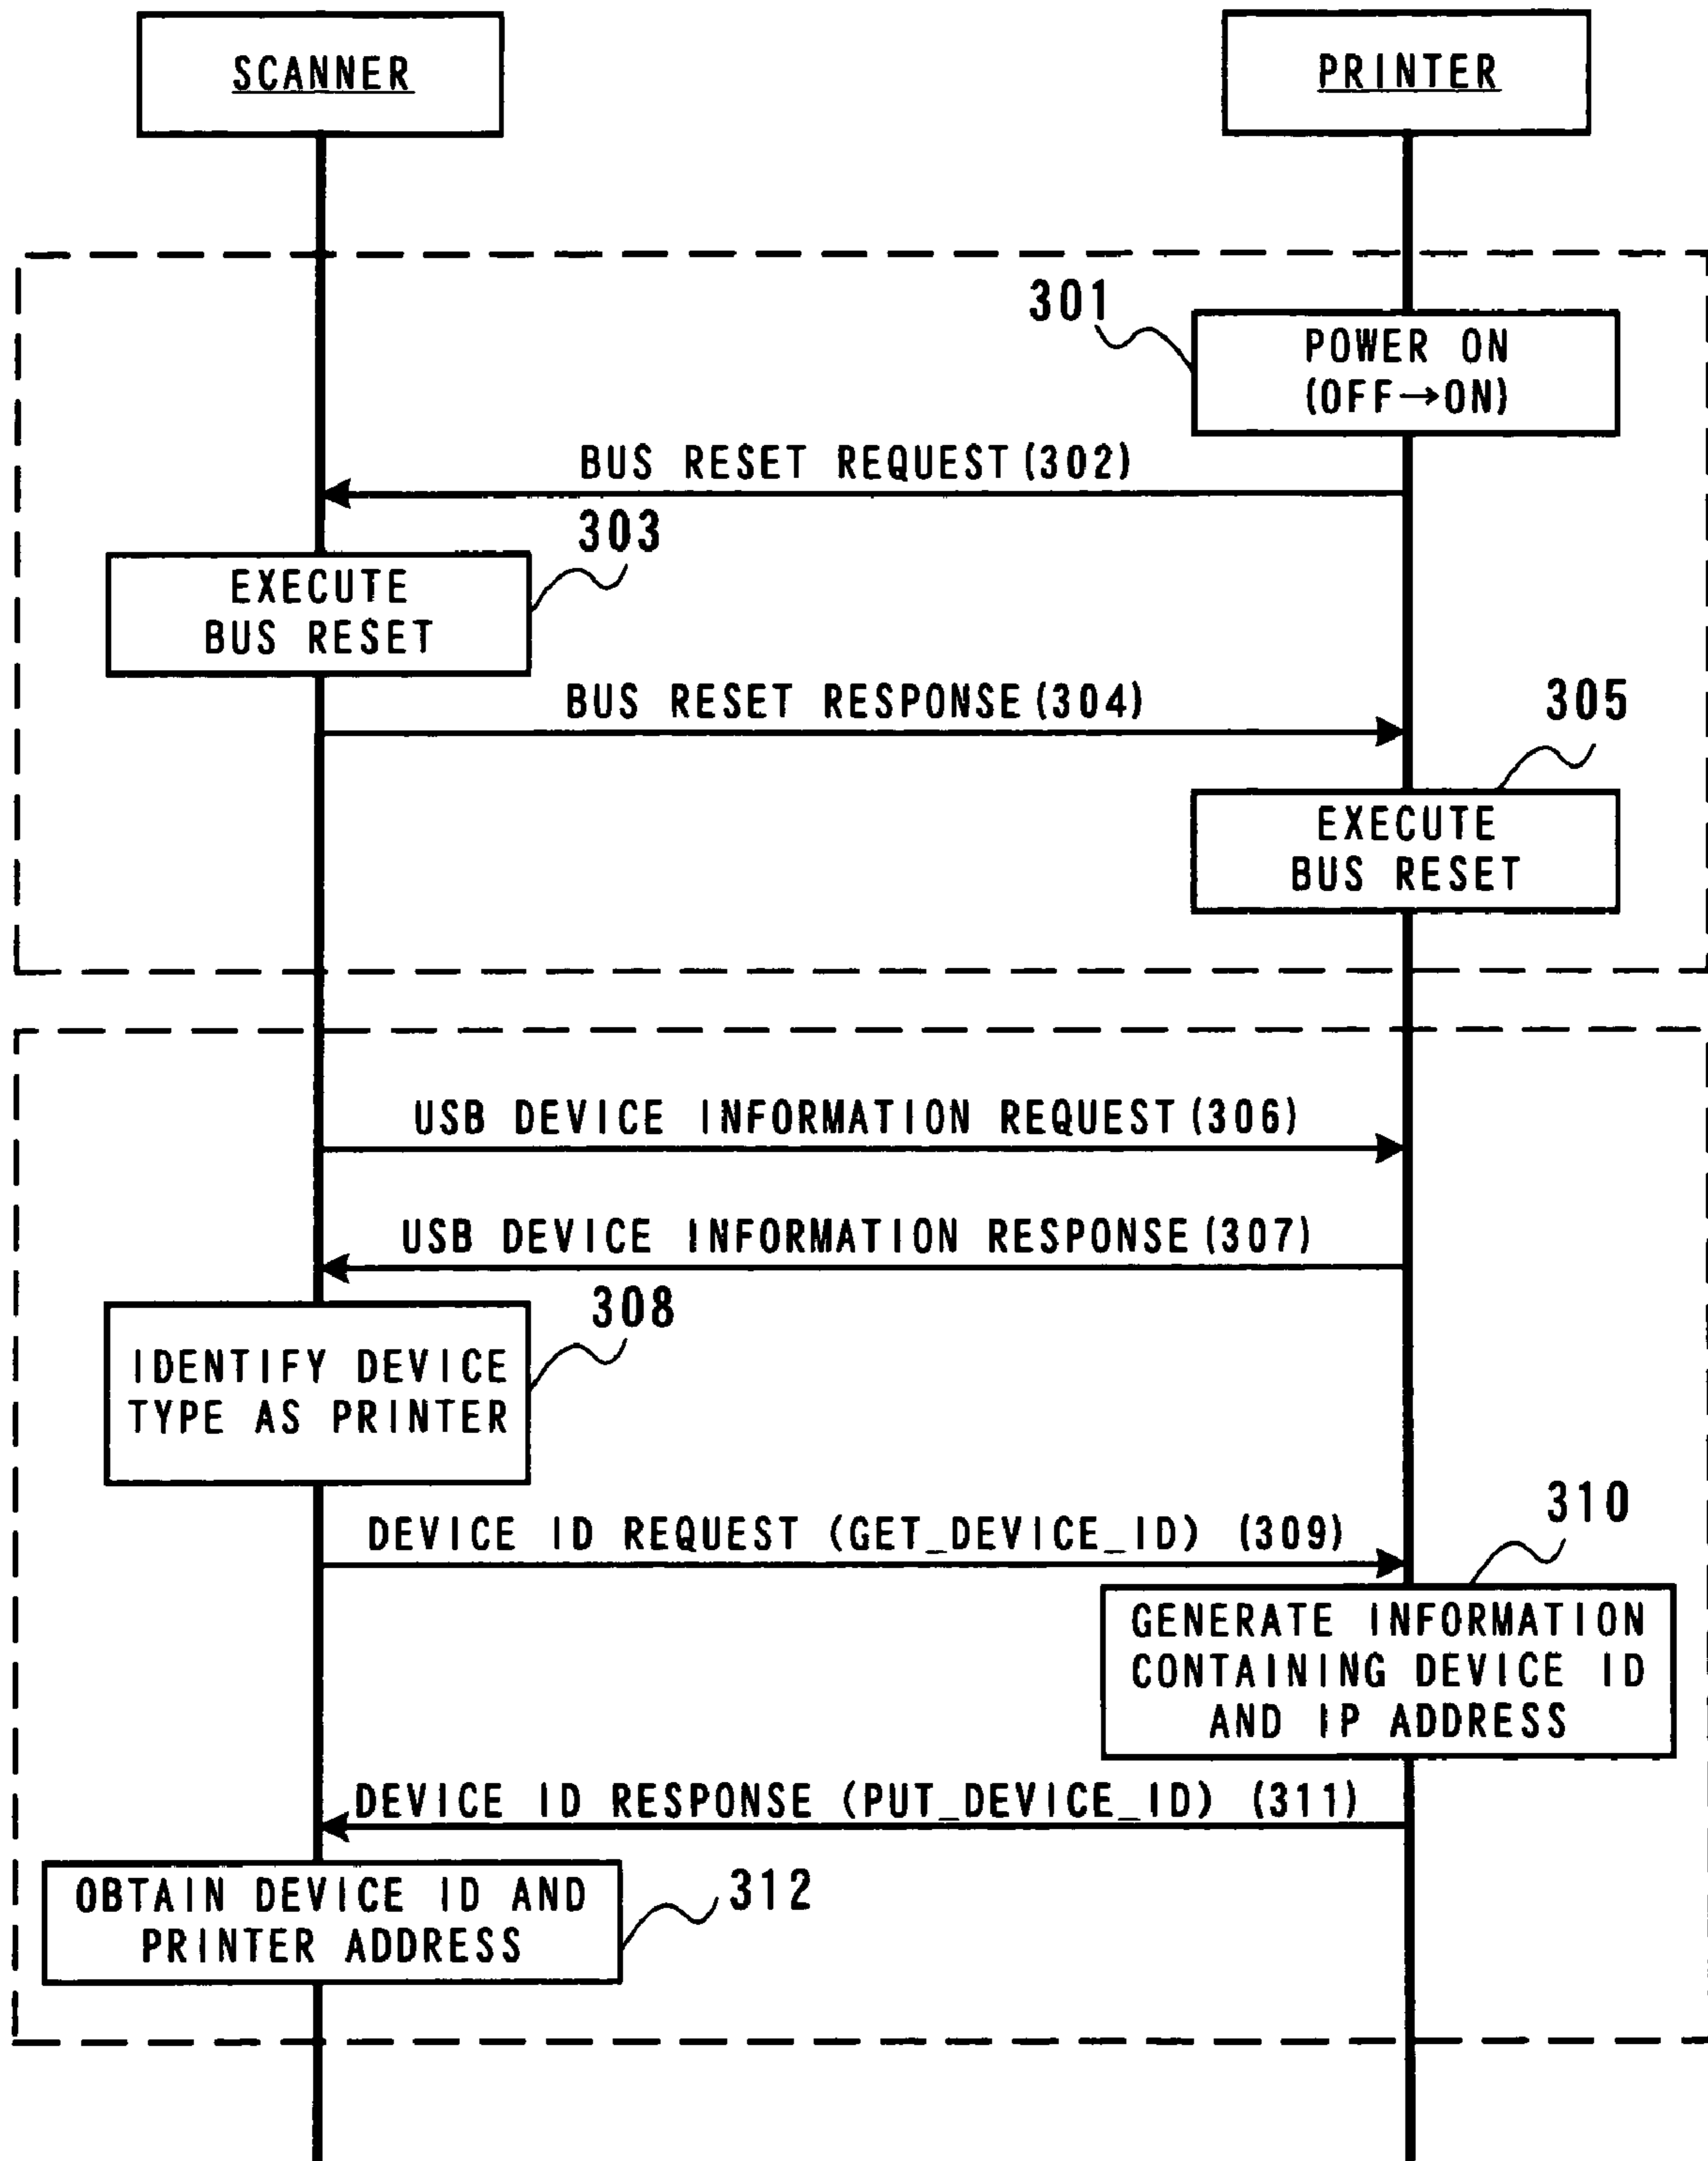 SCANNER
PRINTER
301
POWER ON
(OFF→ON)
BUS RESET REQUEST(302)
303
EXECUTE
BUS RESET
BUS RESET RESPONSE(304)
305
EXECUTE
BUS RESET
USB DEVICE INFORMATION REQUEST(306)
USB DEVICE INFORMATION RESPONSE(307)
308
IDENTIFY DEVICE
TYPE AS PRINTER
DEVICE ID REQUEST (GET_DEVICE_ID) (309)
310
GENERATE INFORMATION
CONTAINING DEVICE ID
AND IP ADDRESS
DEVICE ID RESPONSE (PUT_DEVICE_ID) (311)
OBTAIN DEVICE ID AND
PRINTER ADDRESS
312